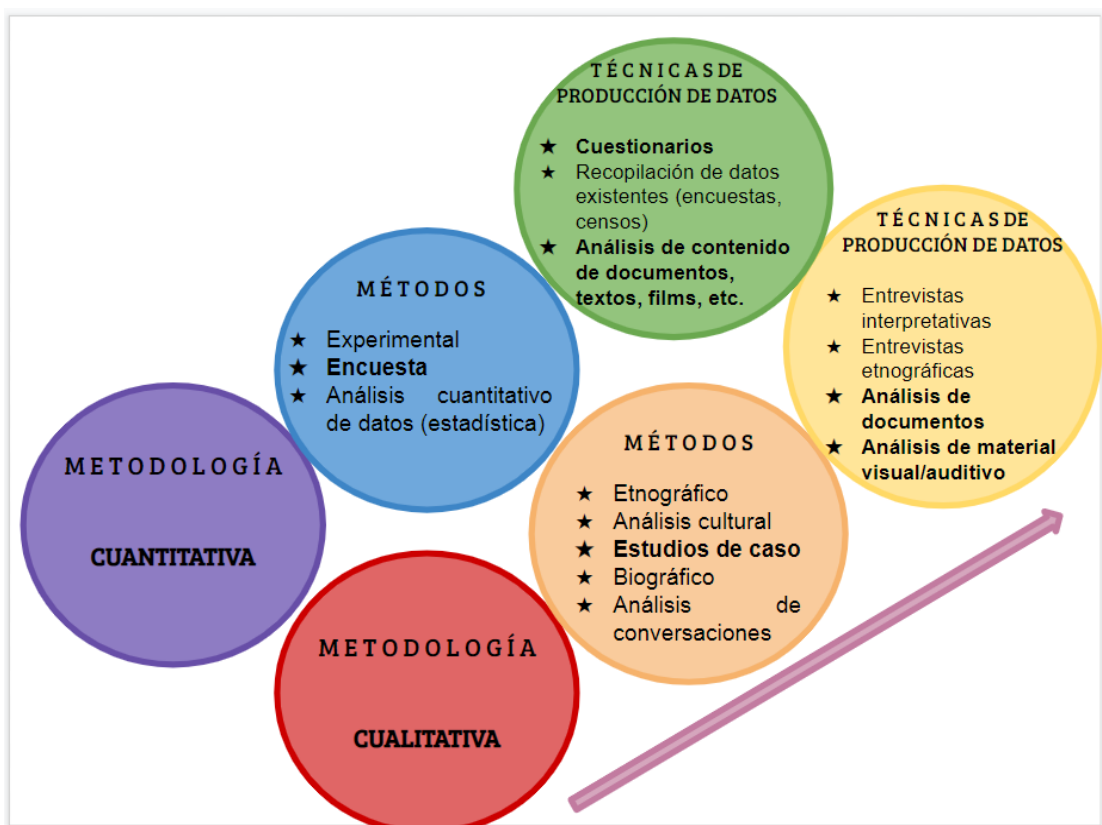 TÉCNICAS DE
PRODUCCIÓN DE DATOS
★ Cuestionarios
★ Recopilación de datos
existentes (encuestas,
censos)
★ Análisis de contenido
de documentos,
textos, films, etc.
TÉCNICAS DE
PRODUCCIÓN DE DATOS
★ Entrevistas
interpretativas
★ Entrevistas
etnográficas
★ Análisis de
documentos
★ Análisis de material
visual/auditivo
MÉTODOS
★ Experimental
★ Encuesta
★ Análisis cuantitativo
de datos (estadística)
MÉTODOS
★ Etnográfico
★ Análisis cultural
★ Estudios de caso
★ Biográfico
★ Análisis de
conversaciones
METODOLOGÍA
CUANTITATIVA
METODOLOGÍA
CUALITATIVA